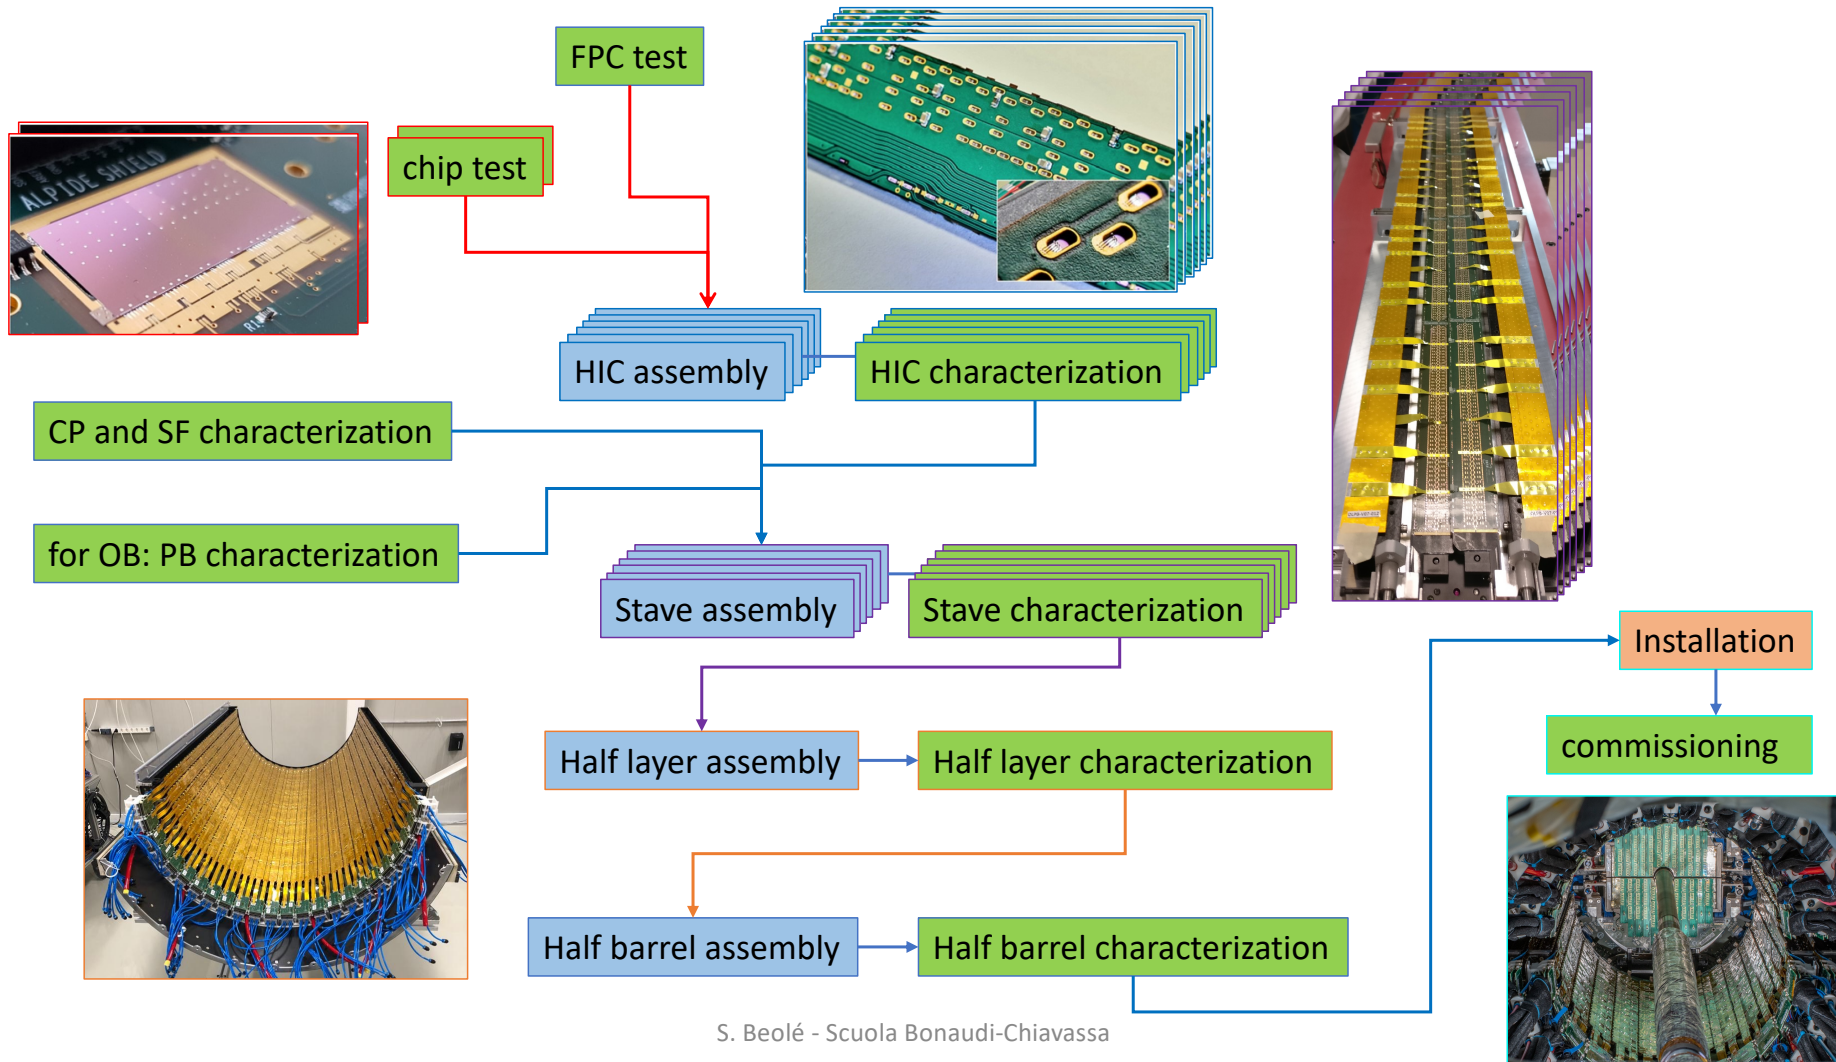 FPC test
chip test
ALPIDE SHIELD
HIC assembly
HIC characterization
CP and SF characterization
for OB: PB characterization
Stave assembly
Stave characterization
Installation
commissioning
Half layer assembly
Half layer characterization
Half barrel assembly
Half barrel characterization
S. Beolé - Scuola Bonaudi-Chiavassa